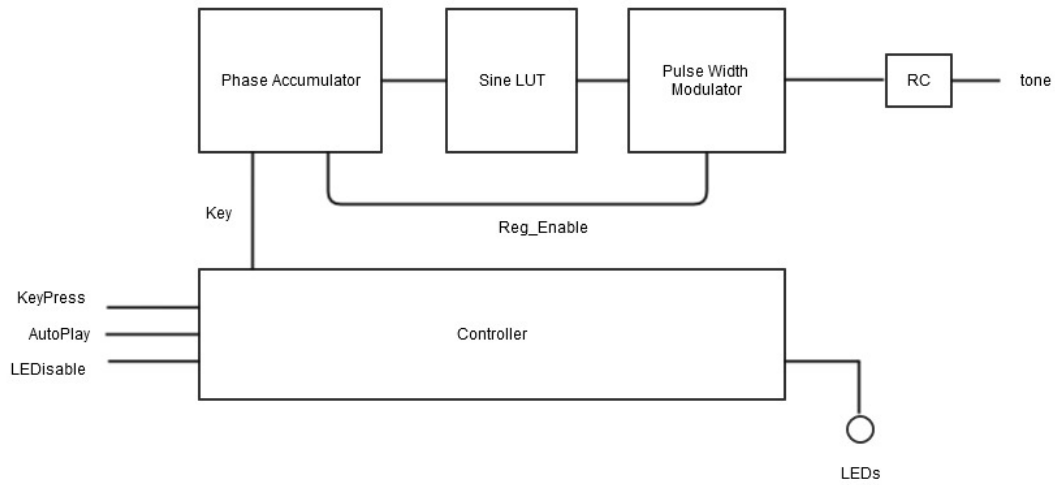 Phase Accumulator
Sine LUT
Pulse Width
Modulator
RC
tone
Key
Reg_Enable
KeyPress
AutoPlay
LEDisable
Controller
LEDs